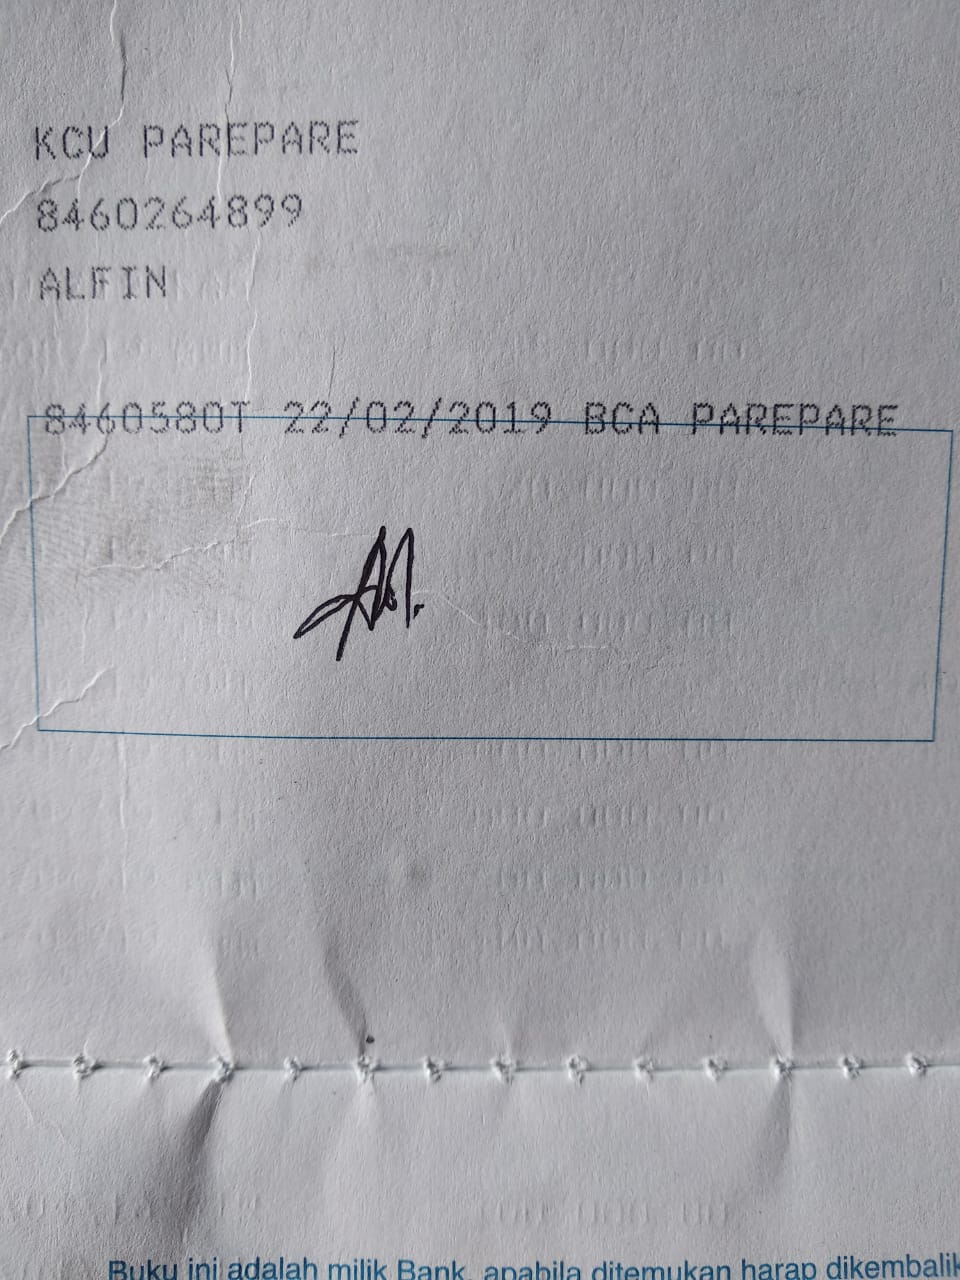 KCU PAREPARE
8460264899
ALFIN
8460580T 22/02/2019 BCA PAREPARE
Buku ini adalah milik Bank, apabila ditemukan harap dikembalik